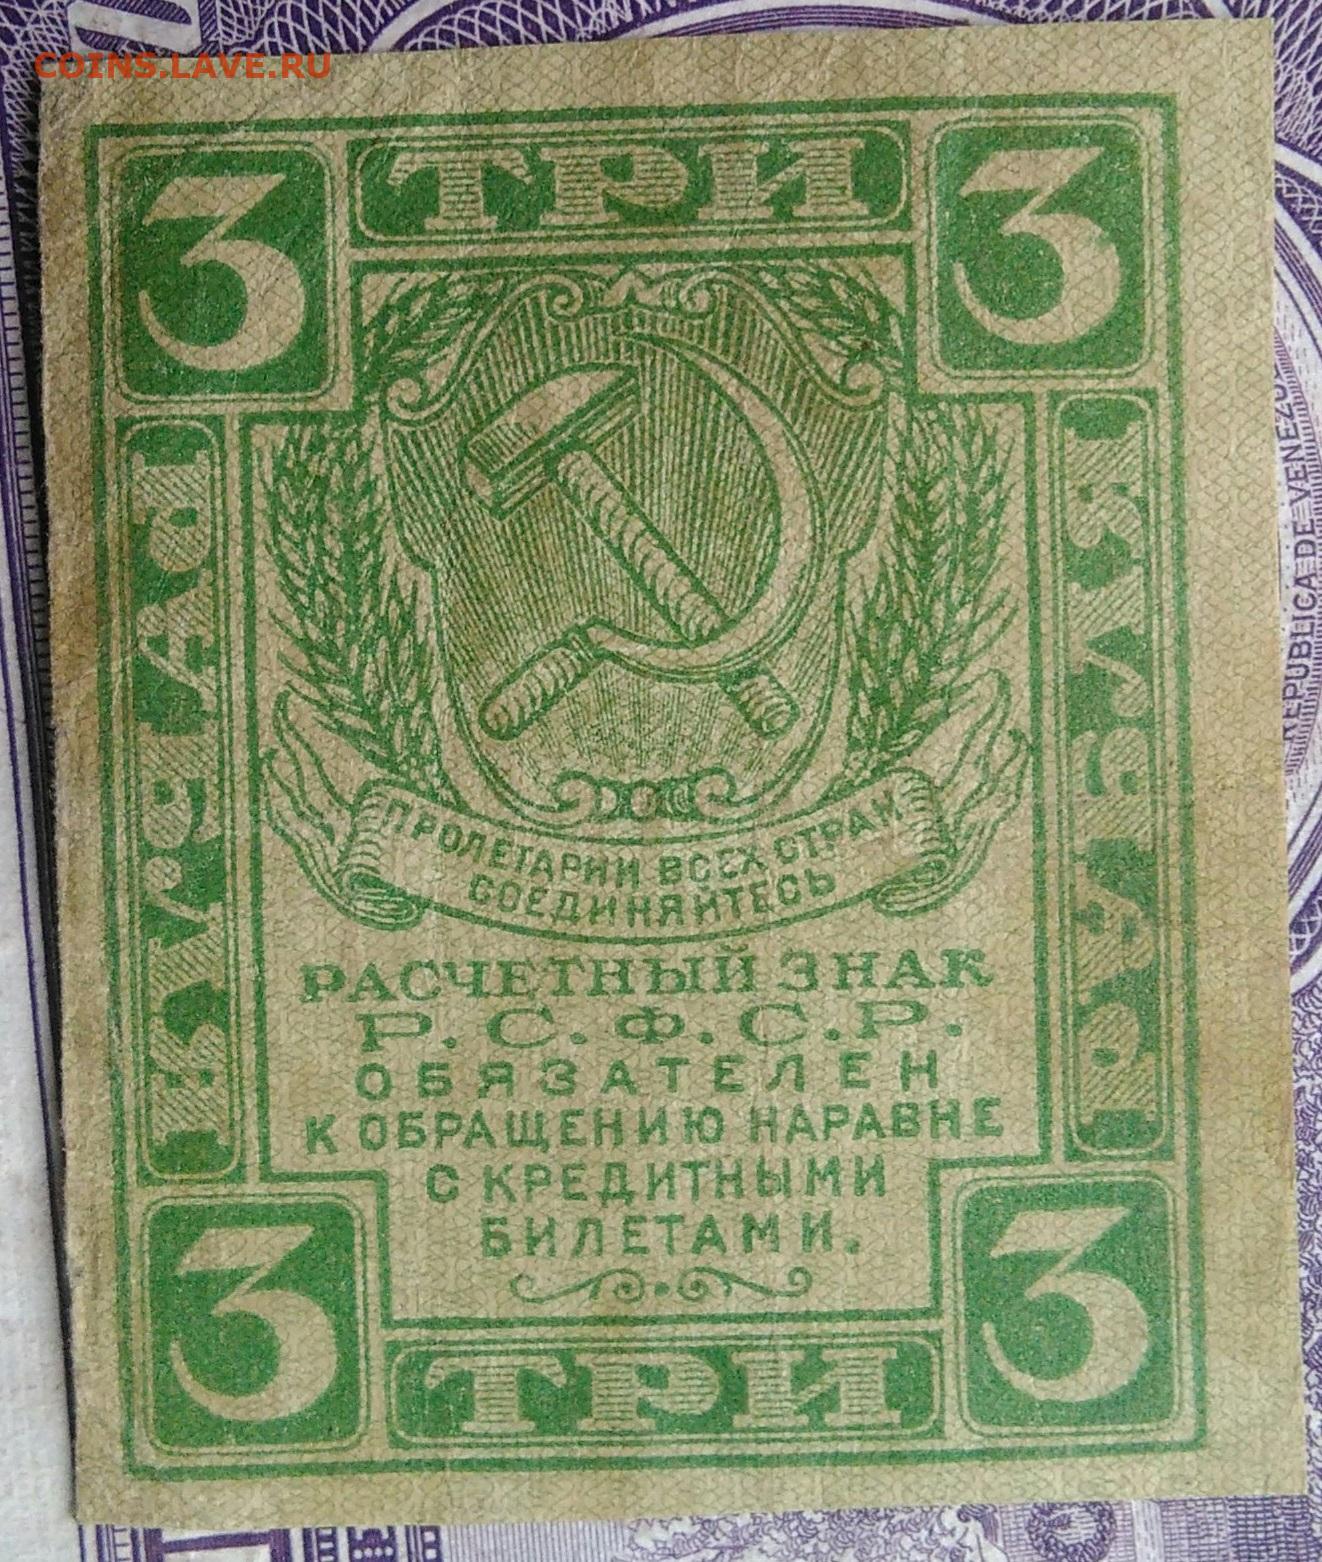 COINS.LAVE.RU
3 ТРИ 3
РУБЛЯ
РУБЛЯ
ПРОЛЕТАРИИ ВСЕХ СТРАН
СОЕДИНЯЙТЕСЬ
РАСЧЕТНЫЙ ЗНАК
Р.С.Ф.С.Р.
ОБЯЗАТЕЛЕН
К ОБРАЩЕНИЮ НАРАВНЕ
С КРЕДИТНЫМИ
БИЛЕТАМИ.
3 ТРИ 3
REPUBLICA DE VENEZU